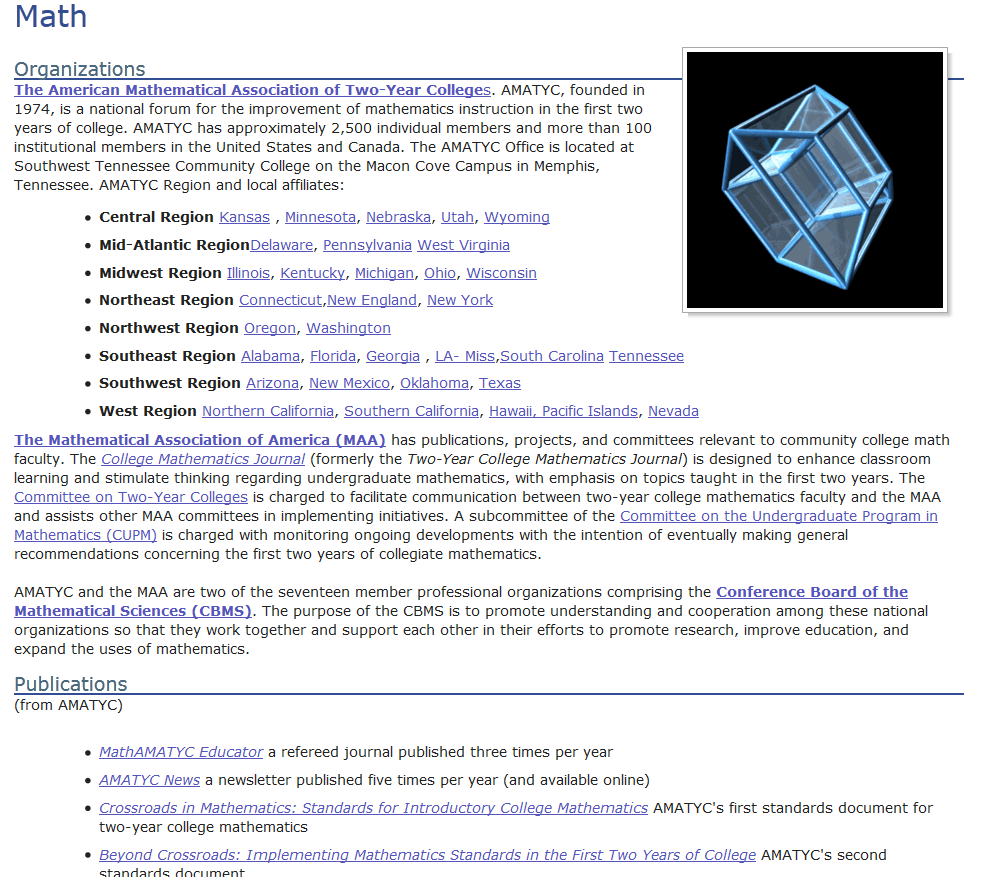 Math
Organizations
The American Mathematical Association of Two-Year Colleges. AMATYC, founded in
1974, is a national forum for the improvement of mathematics instruction in the first two
years of college. AMATYC has approximately 2,500 individual members and more than 100
institutional members in the United States and Canada. The AMATYC Office is located at
Southwest Tennessee Community College on the Macon Cove Campus in Memphis,
Tennessee. AMATYC Region and local affiliates:
• Central Region Kansas , Minnesota, Nebraska, Utah, Wyoming
• Mid-Atlantic RegionDelaware, Pennsylvania West Virginia
• Midwest Region Illinois, Kentucky, Michigan, Ohio, Wisconsin
• Northeast Region Connecticut,New England, New York
• Northwest Region Oregon, Washington
• Southeast Region Alabama, Florida, Georgia , LA- Miss,South Carolina Tennessee
• Southwest Region Arizona, New Mexico, Oklahoma, Texas
• West Region Northern California, Southern California, Hawaii, Pacific Islands, Nevada
The Mathematical Association of America (MAA) has publications, projects, and committees relevant to community college math
faculty. The College Mathematics Journal (formerly the Two-Year College Mathematics Journal) is designed to enhance classroom
learning and stimulate thinking regarding undergraduate mathematics, with emphasis on topics taught in the first two years. The
Committee on Two-Year Colleges is charged to facilitate communication between two-year college mathematics faculty and the MAA
and assists other MAA committees in implementing initiatives. A subcommittee of the Committee on the Undergraduate Program in
Mathematics (CUPM) is charged with monitoring ongoing developments with the intention of eventually making general
recommendations concerning the first two years of collegiate mathematics.
AMATYC and the MAA are two of the seventeen member professional organizations comprising the Conference Board of the
Mathematical Sciences (CBMS). The purpose of the CBMS is to promote understanding and cooperation among these national
organizations so that they work together and support each other in their efforts to promote research, improve education, and
expand the uses of mathematics.
Publications
(from AMATYC)
• MathAMATYC Educator a refereed journal published three times per year
• AMATYC News a newsletter published five times per year (and available online)
• Crossroads in Mathematics: Standards for Introductory College Mathematics AMATYC's first standards document for
two-year college mathematics
• Beyond Crossroads: Implementing Mathematics Standards in the First Two Years of College AMATYC's second
standards document